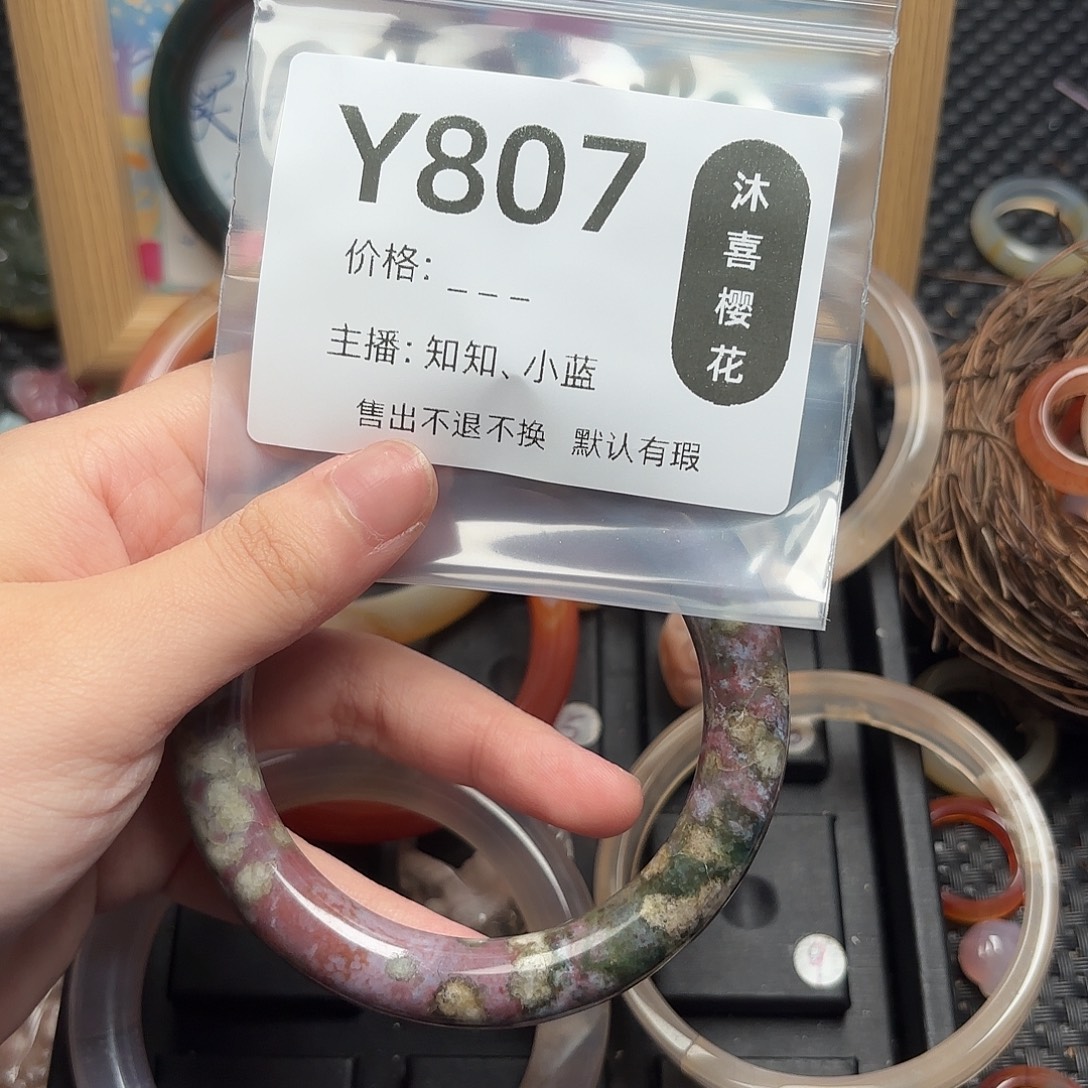 Y807
价格: _ _ _
主播: 知知、小蓝
售出不退不换 默认有瑕
沐喜樱花